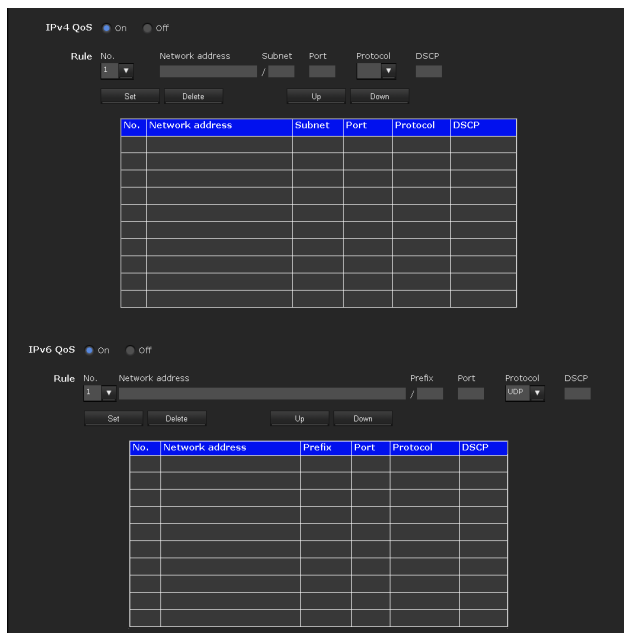 IPv4 QoS On Off
Rule No. Network address Subnet Port Protocol DSCP
1 /
Set Delete Up Down
No. Network address Subnet Port Protocol DSCP
IPv6 QoS On Off
Rule No. Network address Prefix Port Protocol DSCP
1 / UDP
Set Delete Up Down
No. Network address Prefix Port Protocol DSCP